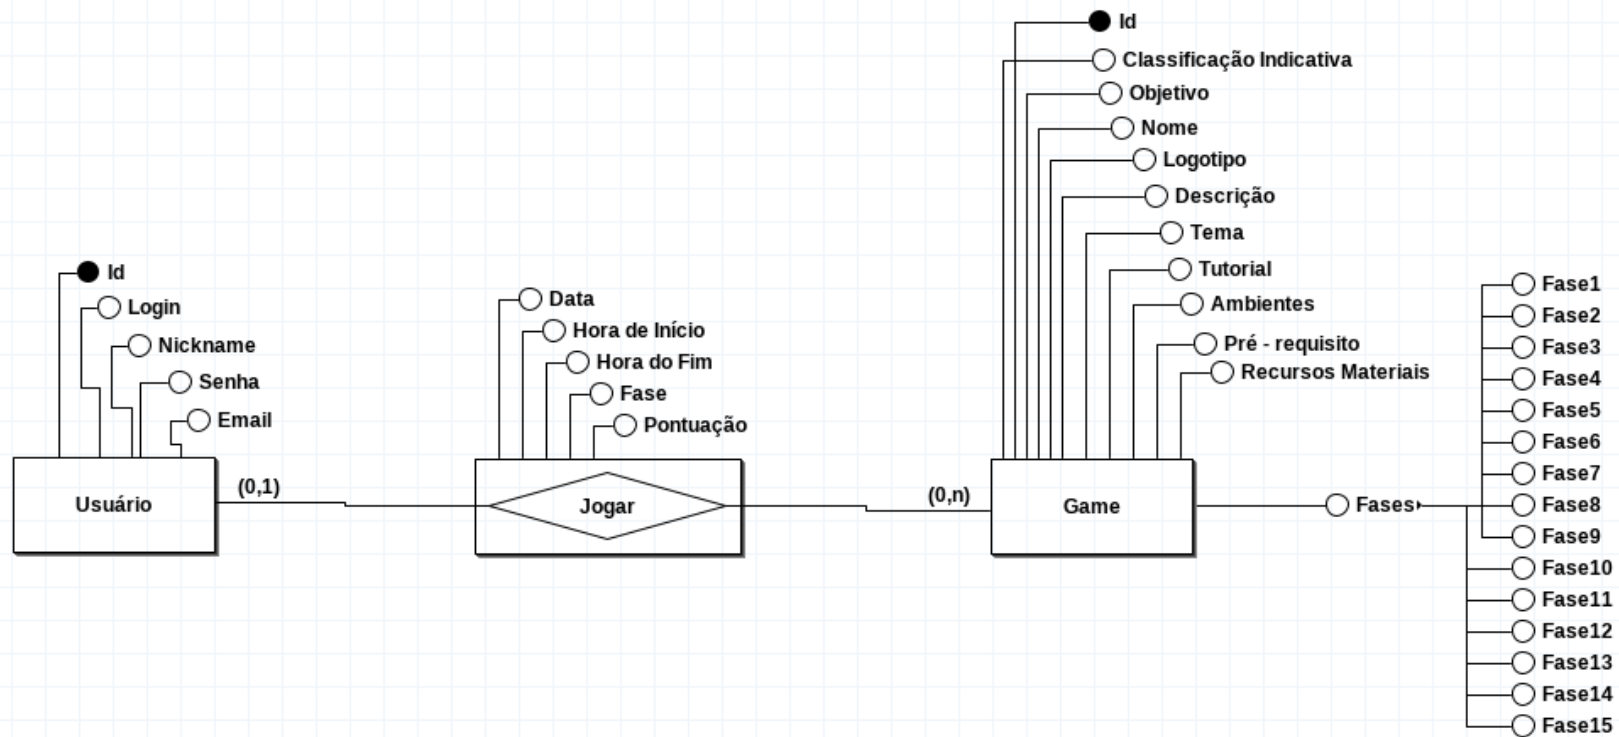 Id
Login
Nickname
Senha
Email
Usuário
(0,1)
Data
Hora de Início
Hora do Fim
Fase
Pontuação
Jogar
(0,n)
Id
Classificação Indicativa
Objetivo
Nome
Logotipo
Descrição
Tema
Tutorial
Ambientes
Pré - requisito
Recursos Materiais
Game
Fases
Fase1
Fase2
Fase3
Fase4
Fase5
Fase6
Fase7
Fase8
Fase9
Fase10
Fase11
Fase12
Fase13
Fase14
Fase15